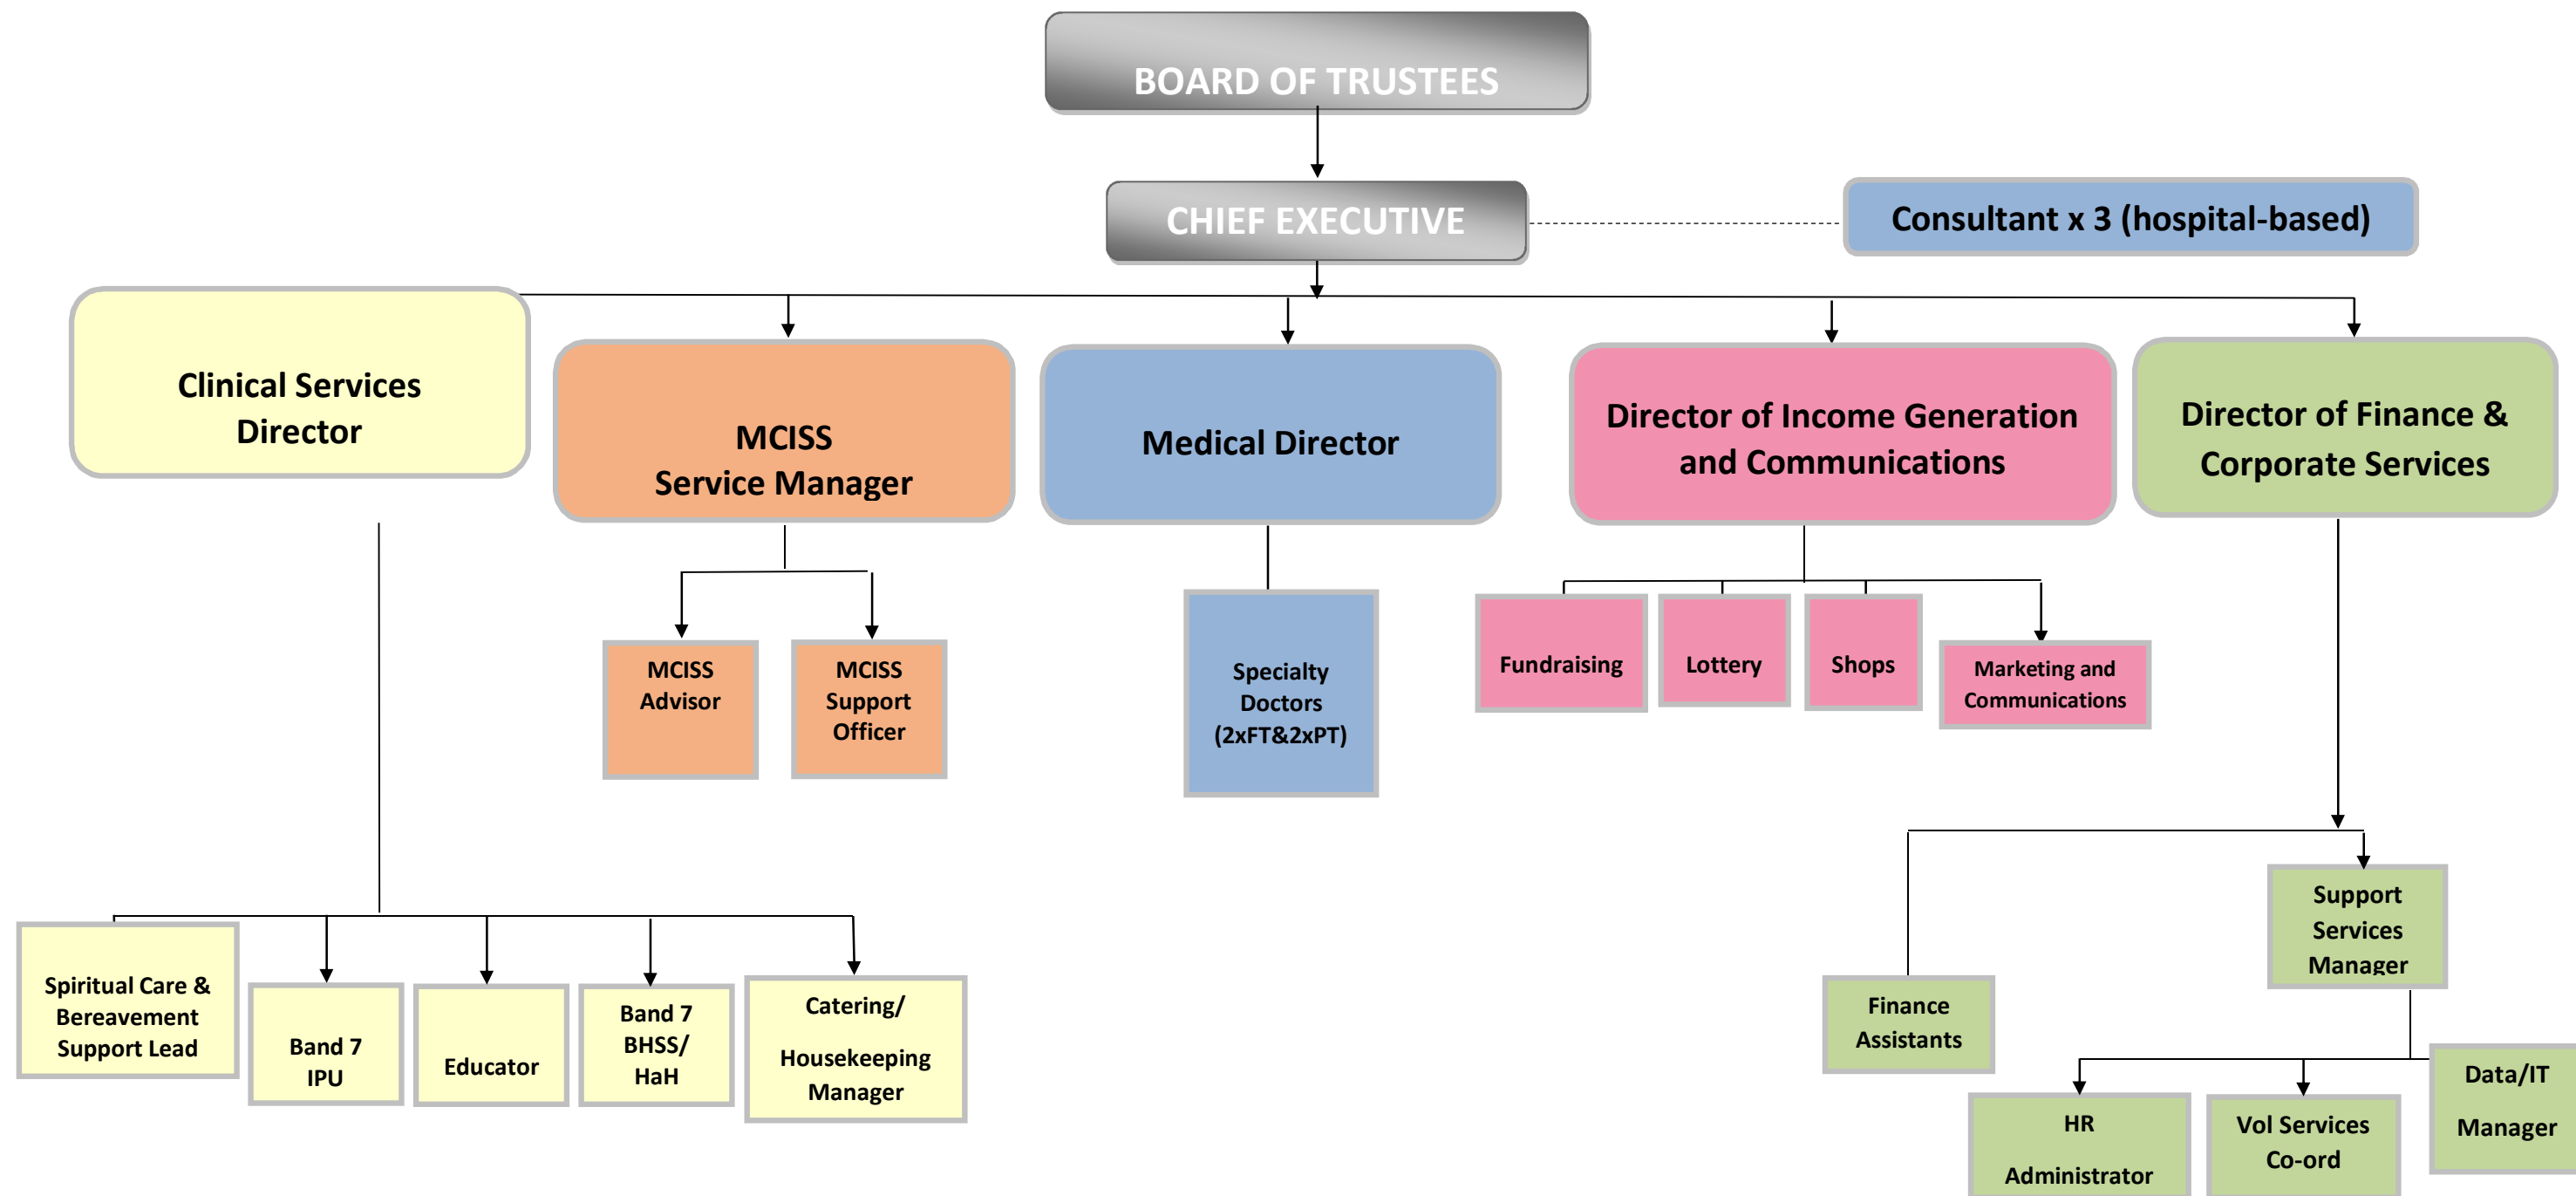 BOARD OF TRUSTEES
CHIEF EXECUTIVE
Consultant x 3 (hospital-based)
Clinical Services
Director
MCISS
Service Manager
Medical Director
Director of Income Generation
and Communications
Director of Finance &
Corporate Services
MCISS
Advisor
MCISS
Support
Officer
Specialty
Doctors
(2xFT&2xPT)
Fundraising
Lottery
Shops
Marketing and
Communications
Support
Services
Manager
Spiritual Care &
Bereavement
Support Lead
Band 7
IPU
Educator
Band 7
BHSS/
HaH
Catering/
Housekeeping
Manager
Finance
Assistants
HR
Administrator
Vol Services
Co-ord
Data/IT
Manager